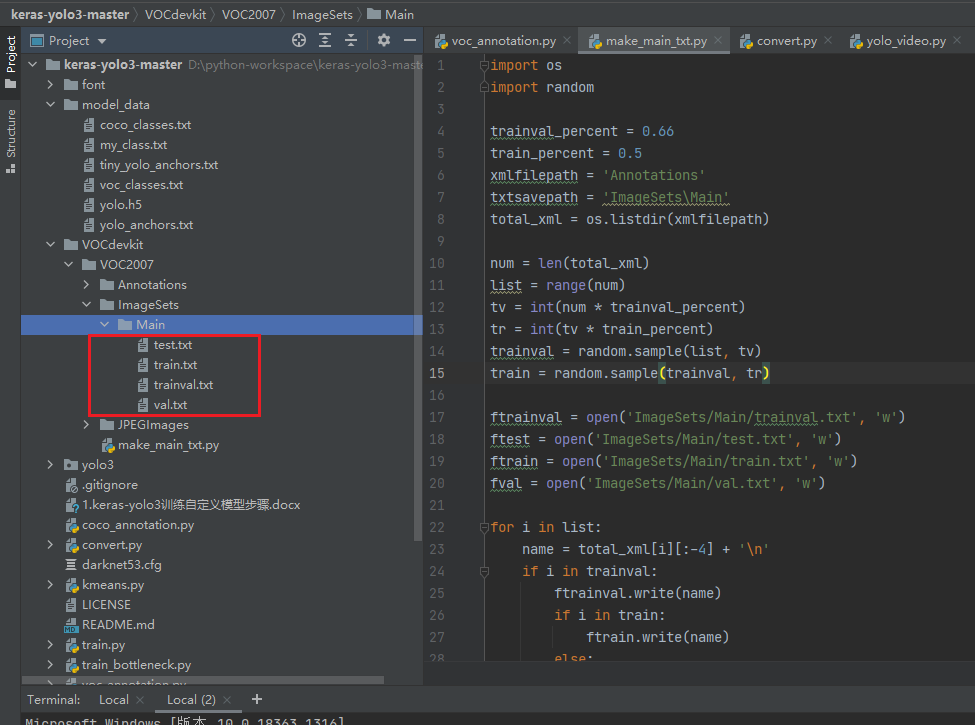 keras-yolo3-master VOCdevkit VOC2007 ImageSets Main
Project
Structure
Project
voc_annotation.py make_main_txt.py convert.py yolo_video.py
keras-yolo3-master D:\python-workspace\keras-yolo3-maste
font
model_data
coco_classes.txt
my_class.txt
tiny_yolo_anchors.txt
voc_classes.txt
yolo.h5
yolo_anchors.txt
VOCdevkit
VOC2007
Annotations
ImageSets
Main
test.txt
train.txt
trainval.txt
val.txt
JPEGImages
make_main_txt.py
yolo3
.gitignore
1.keras-yolo3训练自定义模型步骤.docx
coco_annotation.py
convert.py
darknet53.cfg
kmeans.py
LICENSE
README.md
train.py
train_bottleneck.py
voc_annotation.py
1 import os
2 import random
3
4 trainval_percent = 0.66
5 train_percent = 0.5
6 xmlfilepath = 'Annotations'
7 txtsavepath = 'ImageSets\Main'
8 total_xml = os.listdir(xmlfilepath)
9
10 num = len(total_xml)
11 list = range(num)
12 tv = int(num * trainval_percent)
13 tr = int(tv * train_percent)
14 trainval = random.sample(list, tv)
15 train = random.sample(trainval, tr)
16
17 ftrainval = open('ImageSets/Main/trainval.txt', 'w')
18 ftest = open('ImageSets/Main/test.txt', 'w')
19 ftrain = open('ImageSets/Main/train.txt', 'w')
20 fval = open('ImageSets/Main/val.txt', 'w')
21
22 for i in list:
23 name = total_xml[i][:-4] + '\n'
24 if i in trainval:
25 ftrainval.write(name)
26 if i in train:
27 ftrain.write(name)
28 else:
Terminal: Local Local (2)
Microsoft Windows [版本 10.0.18363.1316]